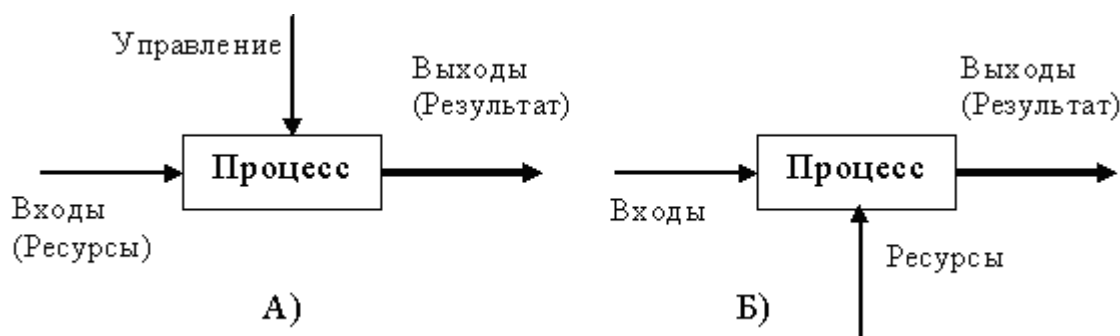 Управление
Выходы
(Результат)
Процесс
Входы
(Ресурсы)
А)
Выходы
(Результат)
Процесс
Входы
Ресурсы
Б)